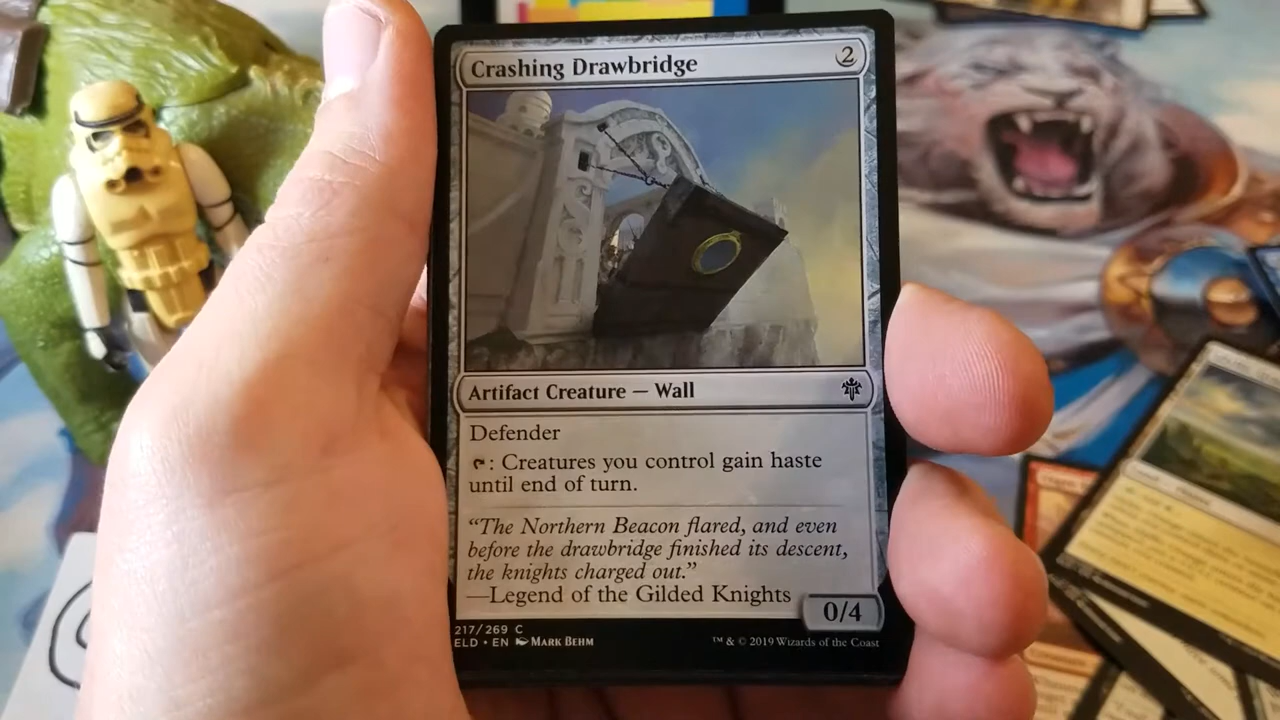 Crashing Drawbridge 2
Artifact Creature — Wall
Defender
: Creatures you control gain haste
until end of turn.
“The Northern Beacon flared, and even
before the drawbridge finished its descent,
the knights charged out.”
—Legend of the Gilded Knights
0/4
217/269 C
ELD • EN MARK BEHM
™ & © 2019 Wizards of the Coast